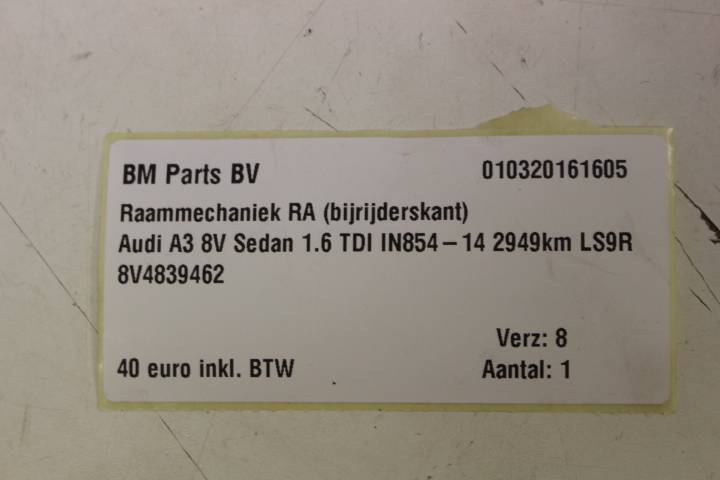 BM Parts BV 010320161605
Raammechaniek RA (bijrijderskant)
Audi A3 8V Sedan 1.6 TDI IN854-14 2949km LS9R
8V4839462
Verz: 8
40 euro inkl. BTW Aantal: 1